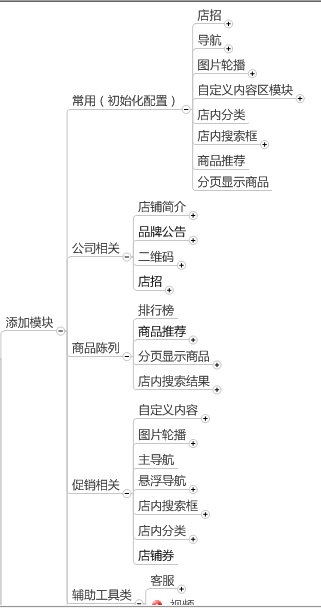 店招
导航
图片轮播
自定义内容区模块
常用（初始化配置）
店内分类
店内搜索框
商品推荐
分页显示商品
店铺简介
品牌公告
公司相关
二维码
店招
排行榜
添加模块
商品推荐
商品陈列
分页显示商品
店内搜索结果
自定义内容
图片轮播
主导航
悬浮导航
促销相关
店内搜索框
店内分类
店铺券
客服
辅助工具类
视频